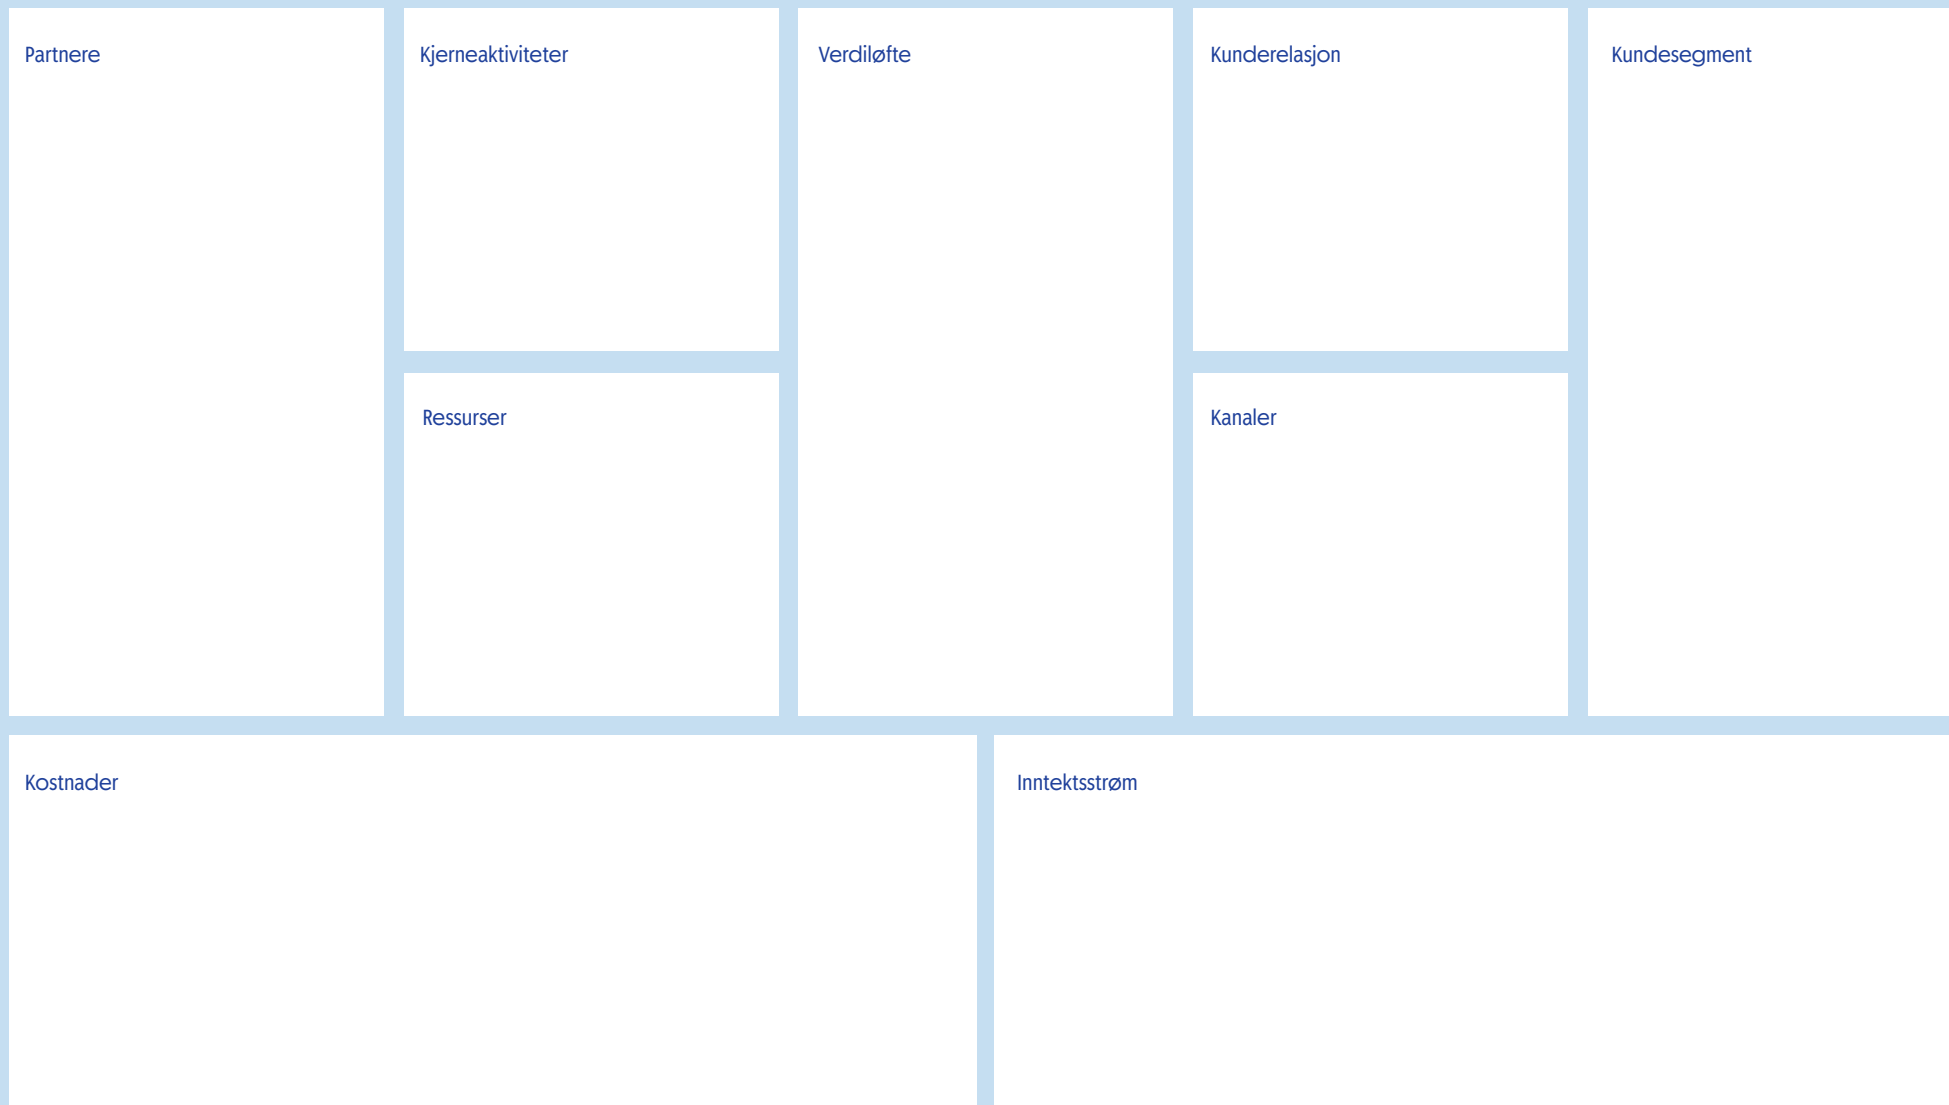 Partnere
Kjerneaktiviteter
Verdiløfte
Kunderelasjon
Kundesegment
Ressurser
Kanaler
Kostnader
Inntektsstrøm